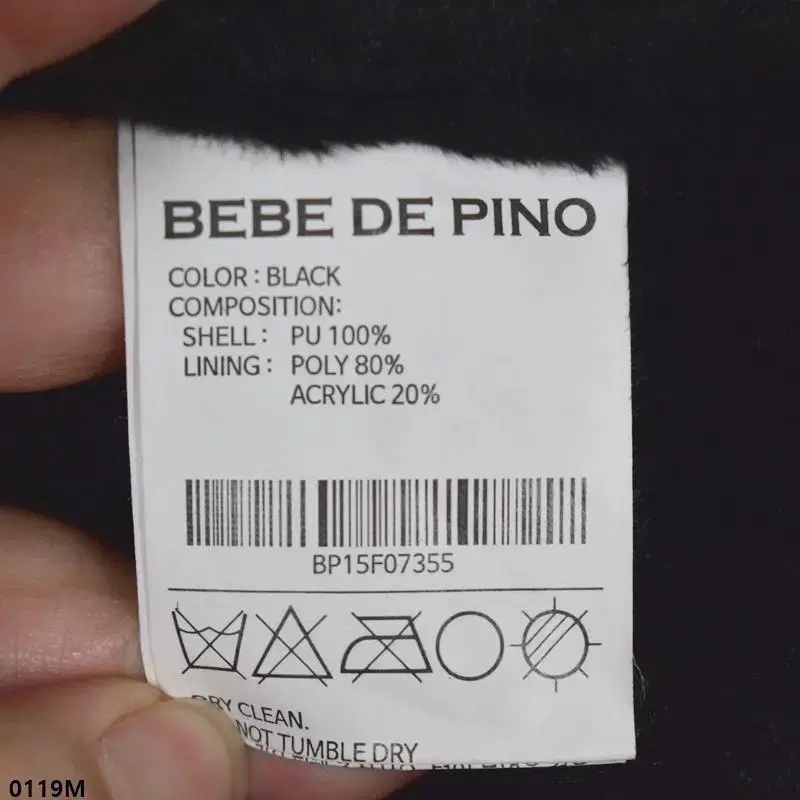 BEBE DE PINO
COLOR : BLACK
COMPOSITION:
SHELL : PU 100%
LINING : POLY 80%
ACRYLIC 20%
BP15F07355
DRY CLEAN.
NOT TUMBLE DRY
0119M